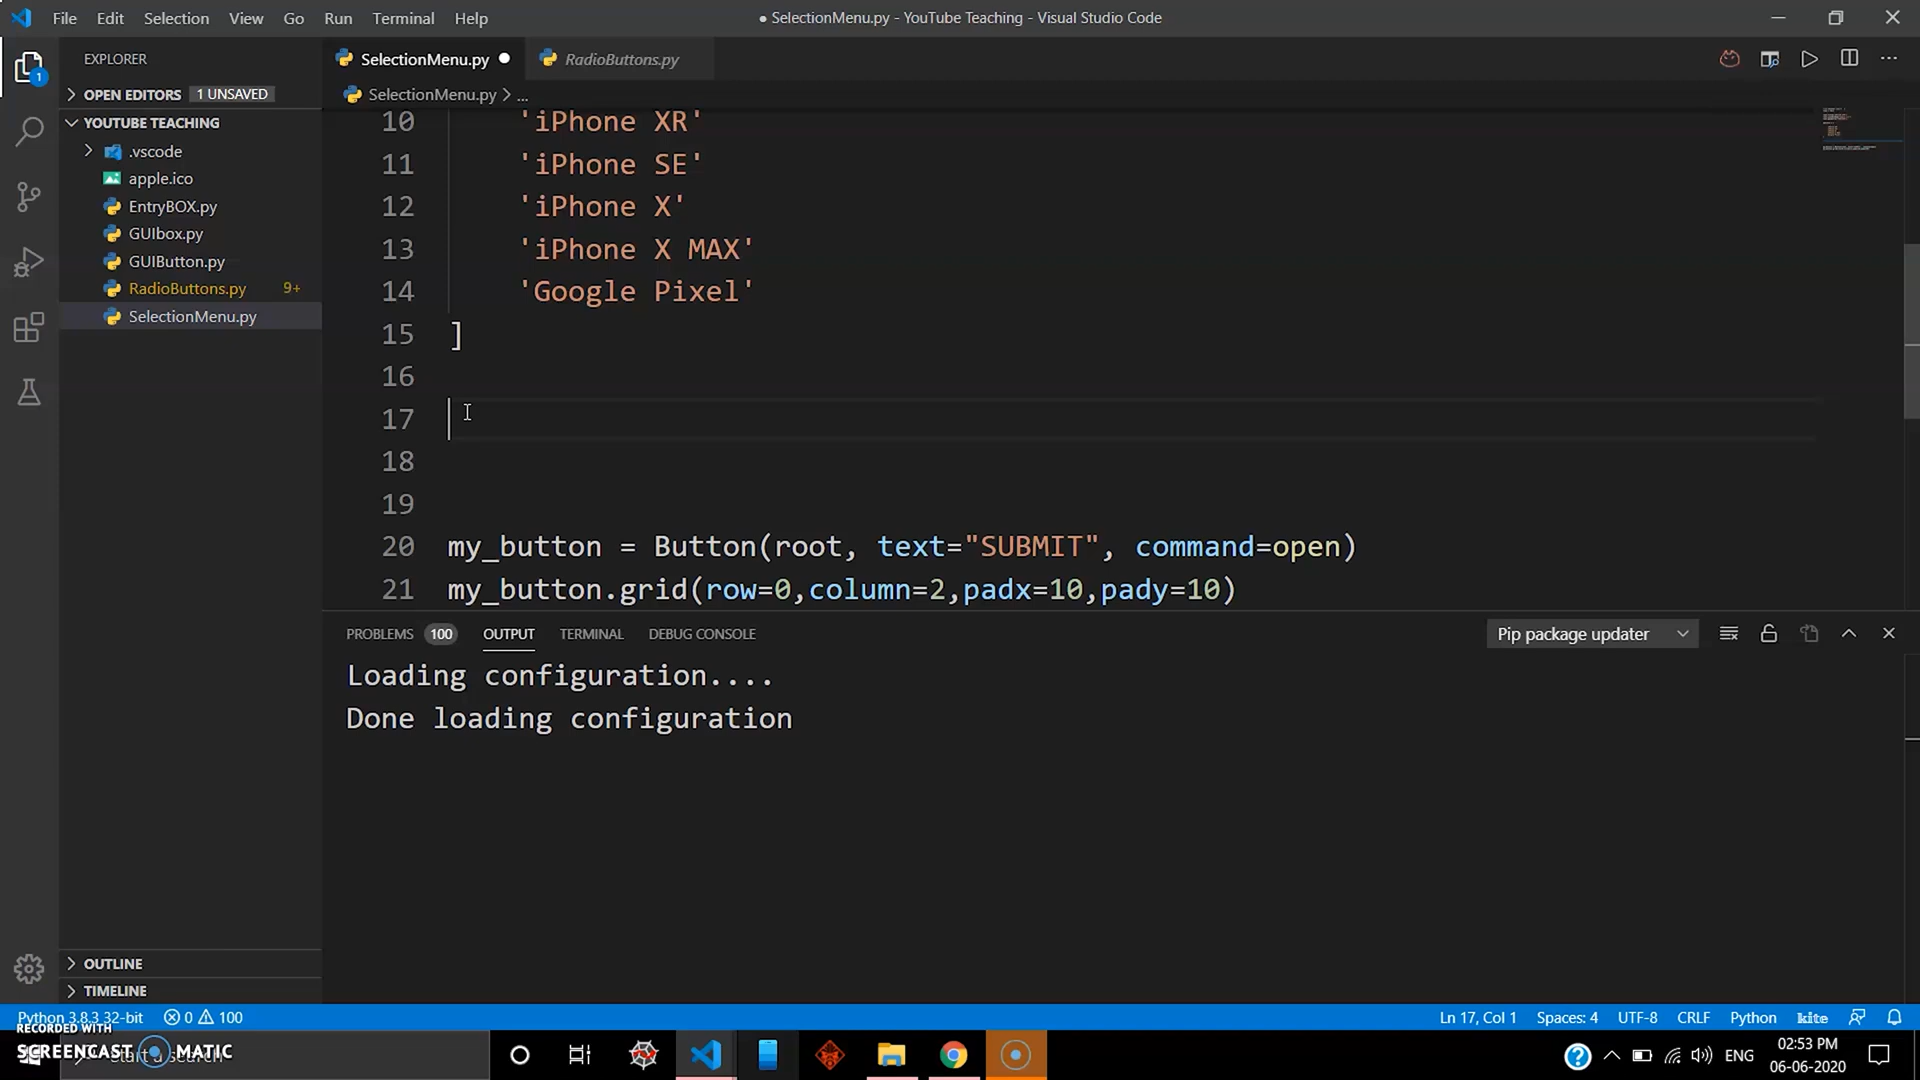 File Edit Selection View Go Run Terminal Help
● SelectionMenu.py - YouTube Teaching - Visual Studio Code
EXPLORER
OPEN EDITORS 1 UNSAVED
YOUTUBE TEACHING
.vscode
apple.ico
EntryBOX.py
GUIbox.py
GUIButton.py
RadioButtons.py 9+
SelectionMenu.py
OUTLINE
TIMELINE
1
SelectionMenu.py
RadioButtons.py
SelectionMenu.py > ...
10 'iPhone XR'
11 'iPhone SE'
12 'iPhone X'
13 'iPhone X MAX'
14 'Google Pixel'
15 ]
16
17
18
19
20 my_button = Button(root, text="SUBMIT", command=open)
21 my_button.grid(row=0,column=2,padx=10,pady=10)
PROBLEMS 100 OUTPUT TERMINAL DEBUG CONSOLE
Pip package updater
Loading configuration....
Done loading configuration
Python 3.8.3 32-bit 0 100
Ln 17, Col 1 Spaces: 4 UTF-8 CRLF Python kite
RECORDED WITH
SCREENCAST MATIC
ENG
02:53 PM
06-06-2020